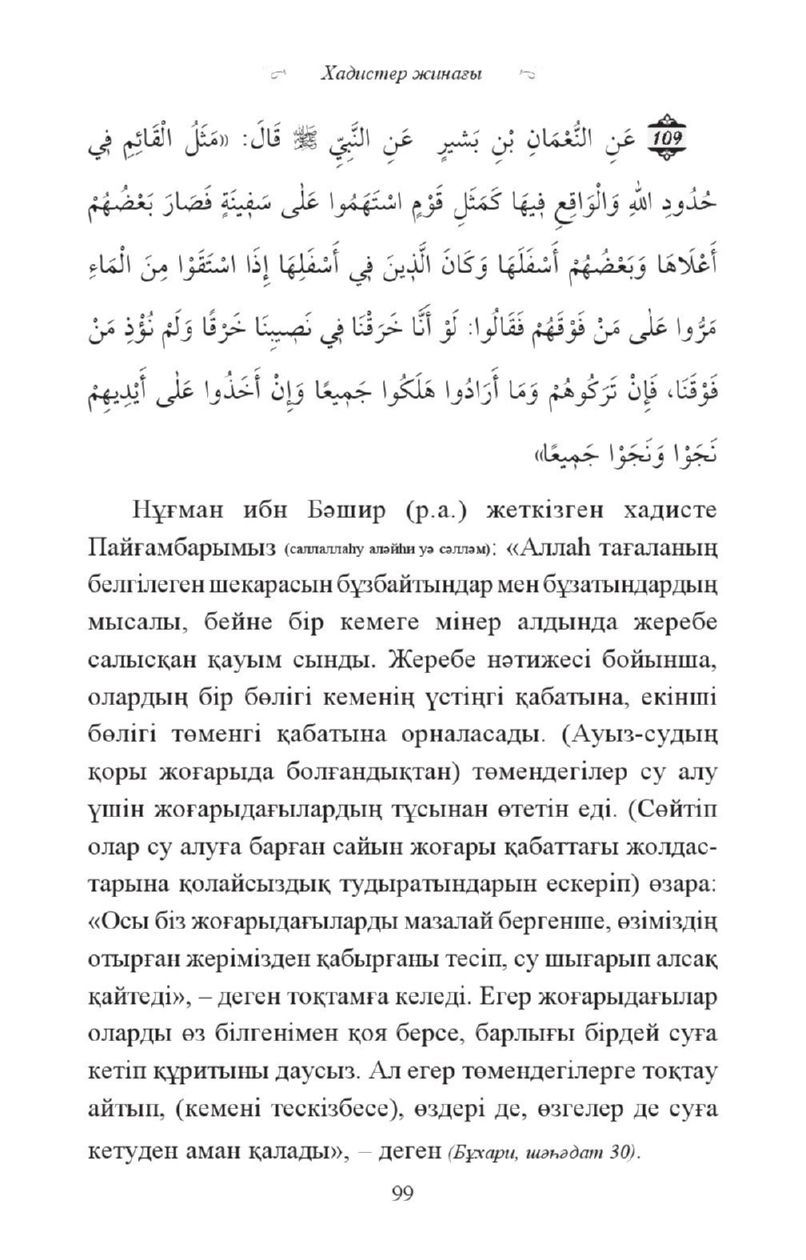 Хадистер жинағы
109 عَنِ النُّعْمَانِ بْنِ بَشيرٍ عَنِ النَّبِيِّ ﷺ قَالَ: «مَثَلُ الْقَائِمِ فِي
حُدُودِ اللهِ وَالْوَاقِعِ فِيهَا كَمَثَلِ قَوْمٍ اسْتَهَمُوا عَلٰى سَفِينَةٍ فَصَارَ بَعْضُهُمْ
أَعْلَاهَا وَبَعْضُهُمْ أَسْفَلَهَا وَكَانَ الَّذِينَ فِي أَسْفَلِهَا إِذَا اسْتَقَوْا مِنَ الْمَاءِ
مَرُّوا عَلٰى مَنْ فَوْقَهُمْ فَقَالُوا: لَوْ أَنَّا خَرَقْنَا فِي نَصِيبِنَا خَرْقًا وَلَمْ نُؤْذِ مَنْ
فَوْقَنَا، فَإِنْ تَرَكُوهُمْ وَمَا أَرَادُوا هَلَكُوا جَمِيعًا وَإِنْ أَخَذُوا عَلٰى أَيْدِيهِمْ
نَجَوْا وَنَجَوْا جَمِيعًا»
Нұғман ибн Бәшир (р.а.) жеткізген хадисте
Пайғамбарымыз (саллаллаһу аләйһи уә сәлләм): «Аллаһ тағаланың
белгілеген шекарасын бұзбайтындар мен бұзатындардың
мысалы, бейне бір кемеге мінер алдында жеребе
салысқан қауым сынды. Жеребе нәтижесі бойынша,
олардың бір бөлігі кеменің үстіңгі қабатына, екінші
бөлігі төменгі қабатына орналасады. (Ауыз-судың
қоры жоғарыда болғандықтан) төмендегілер су алу
үшін жоғарыдағылардың тұсынан өтетін еді. (Сөйтіп
олар су алуға барған сайын жоғары қабаттағы жолдас-
тарына қолайсыздық тудыратындарын ескеріп) өзара:
«Осы біз жоғарыдағыларды мазалай бергенше, өзіміздің
отырған жерімізден қабырғаны тесіп, су шығарып алсақ
қайтеді», – деген тоқтамға келеді. Егер жоғарыдағылар
оларды өз білгенімен қоя берсе, барлығы бірдей суға
кетіп құритыны даусыз. Ал егер төмендегілерге тоқтау
айтып, (кемені тескізбесе), өздері де, өзгелер де суға
кетуден аман қалады», – деген (Бұхари, шәһәдат 30).
99